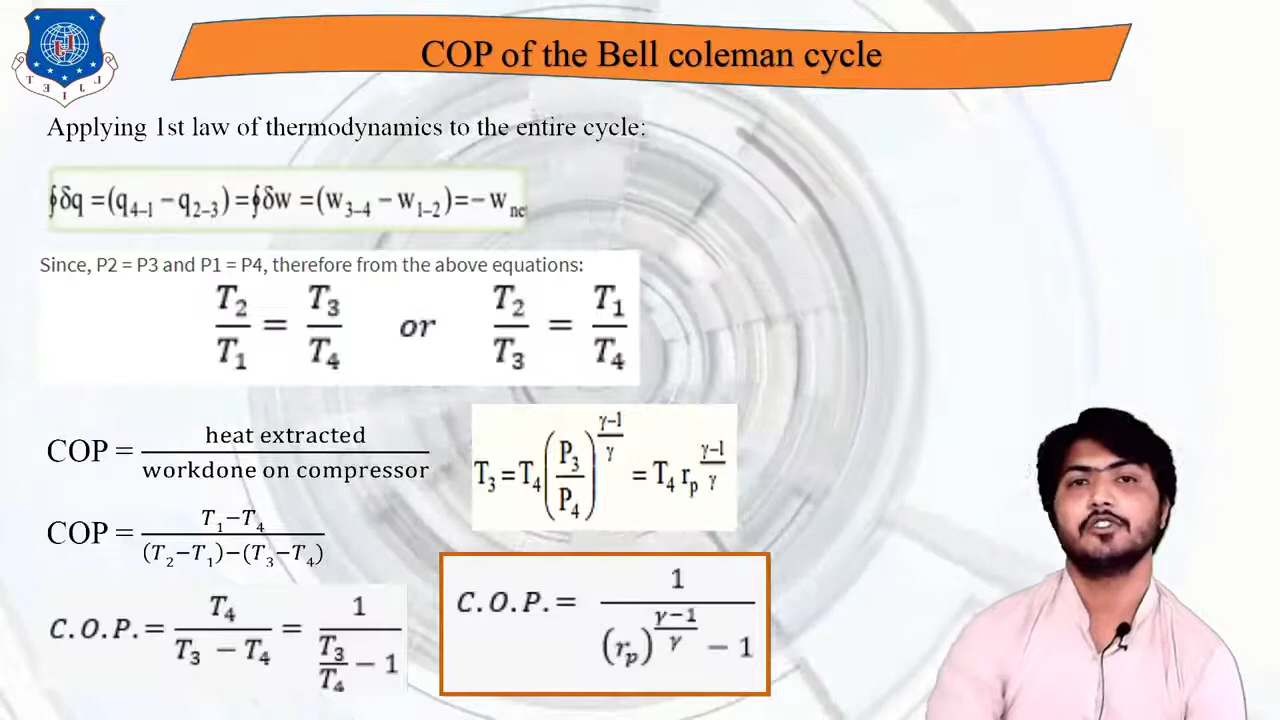 COP of the Bell coleman cycle
Applying 1st law of thermodynamics to the entire cycle:
∮δq =(q₄₋₁ − q₂₋₃) =∮δw =(w₃₋₄ − w₁₋₂)=− w_ne
Since, P2 = P3 and P1 = P4, therefore from the above equations:
T₂/T₁ = T₃/T₄ or T₂/T₃ = T₁/T₄
COP = heat extracted / workdone on compressor
T₃ = T₄(P₃/P₄)^((γ−1)/γ) = T₄ r_p^((γ−1)/γ)
COP = (T₁−T₄) / ((T₂−T₁)−(T₃−T₄))
C.O.P. = T₄/(T₃ − T₄) = 1/(T₃/T₄ − 1)
C.O.P. = 1/((r_p)^((γ−1)/γ) − 1)